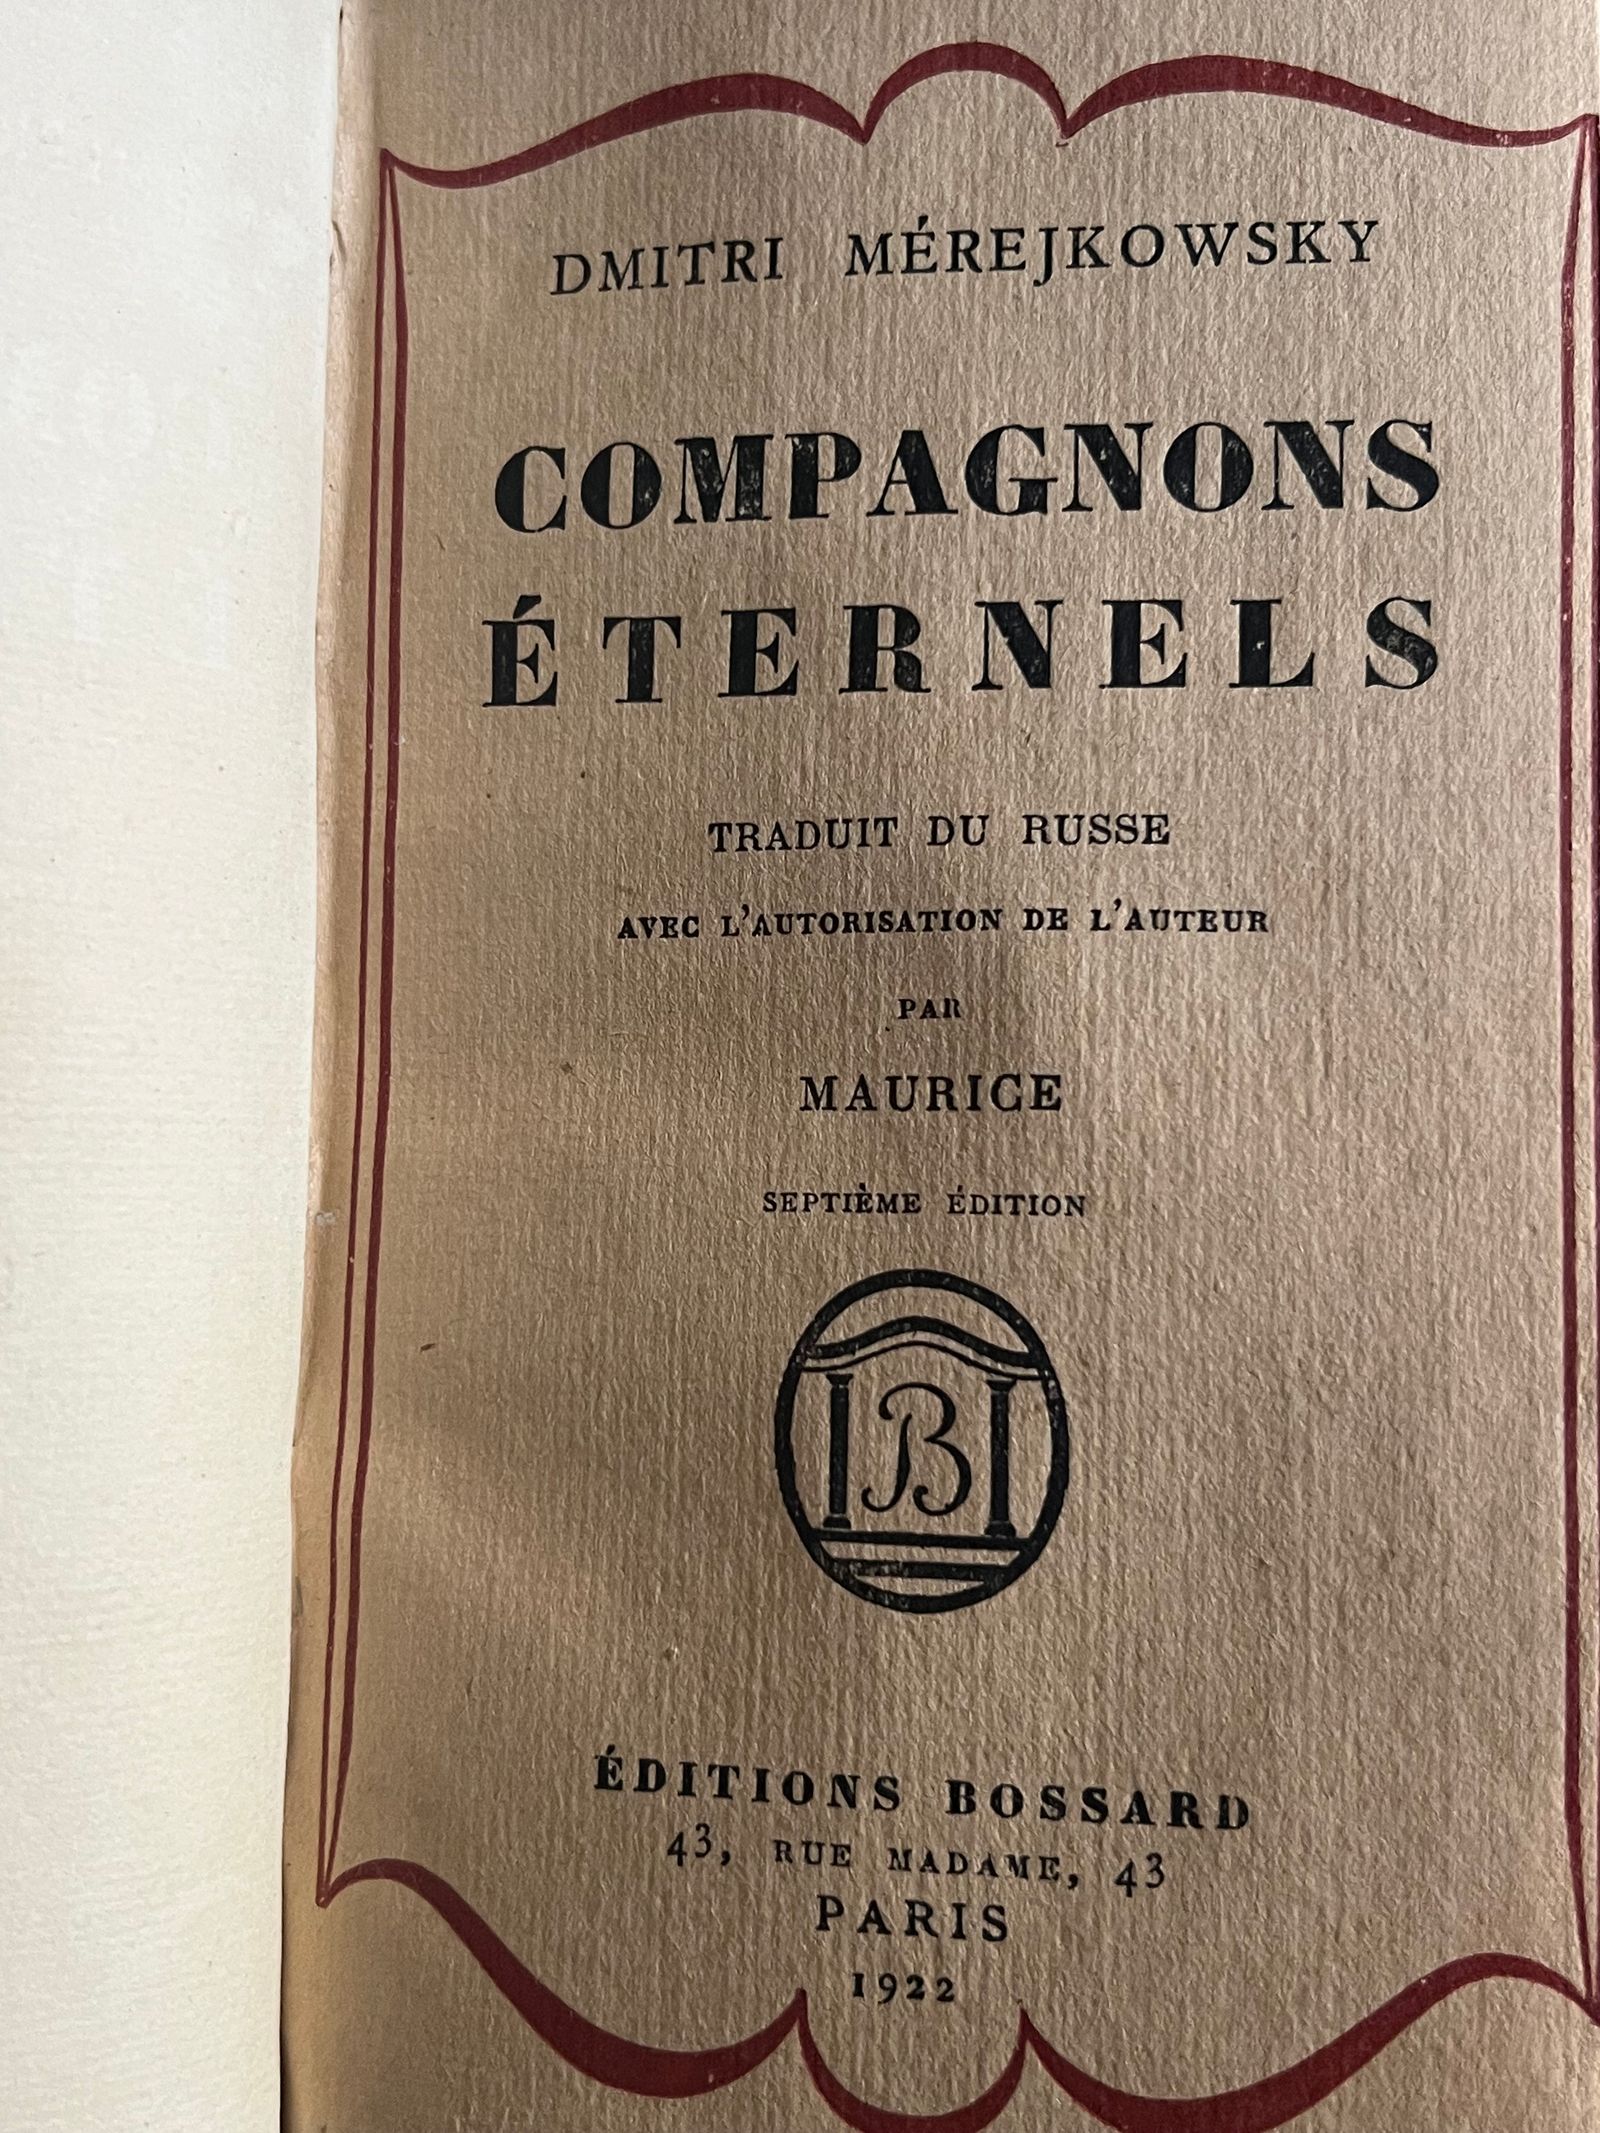 DMITRI MÉREJKOWSKY
COMPAGNONS
ÉTERNELS
TRADUIT DU RUSSE
AVEC L'AUTORISATION DE L'AUTEUR
PAR
MAURICE
SEPTIÈME ÉDITION
B
ÉDITIONS BOSSARD
43, RUE MADAME, 43
PARIS
1922